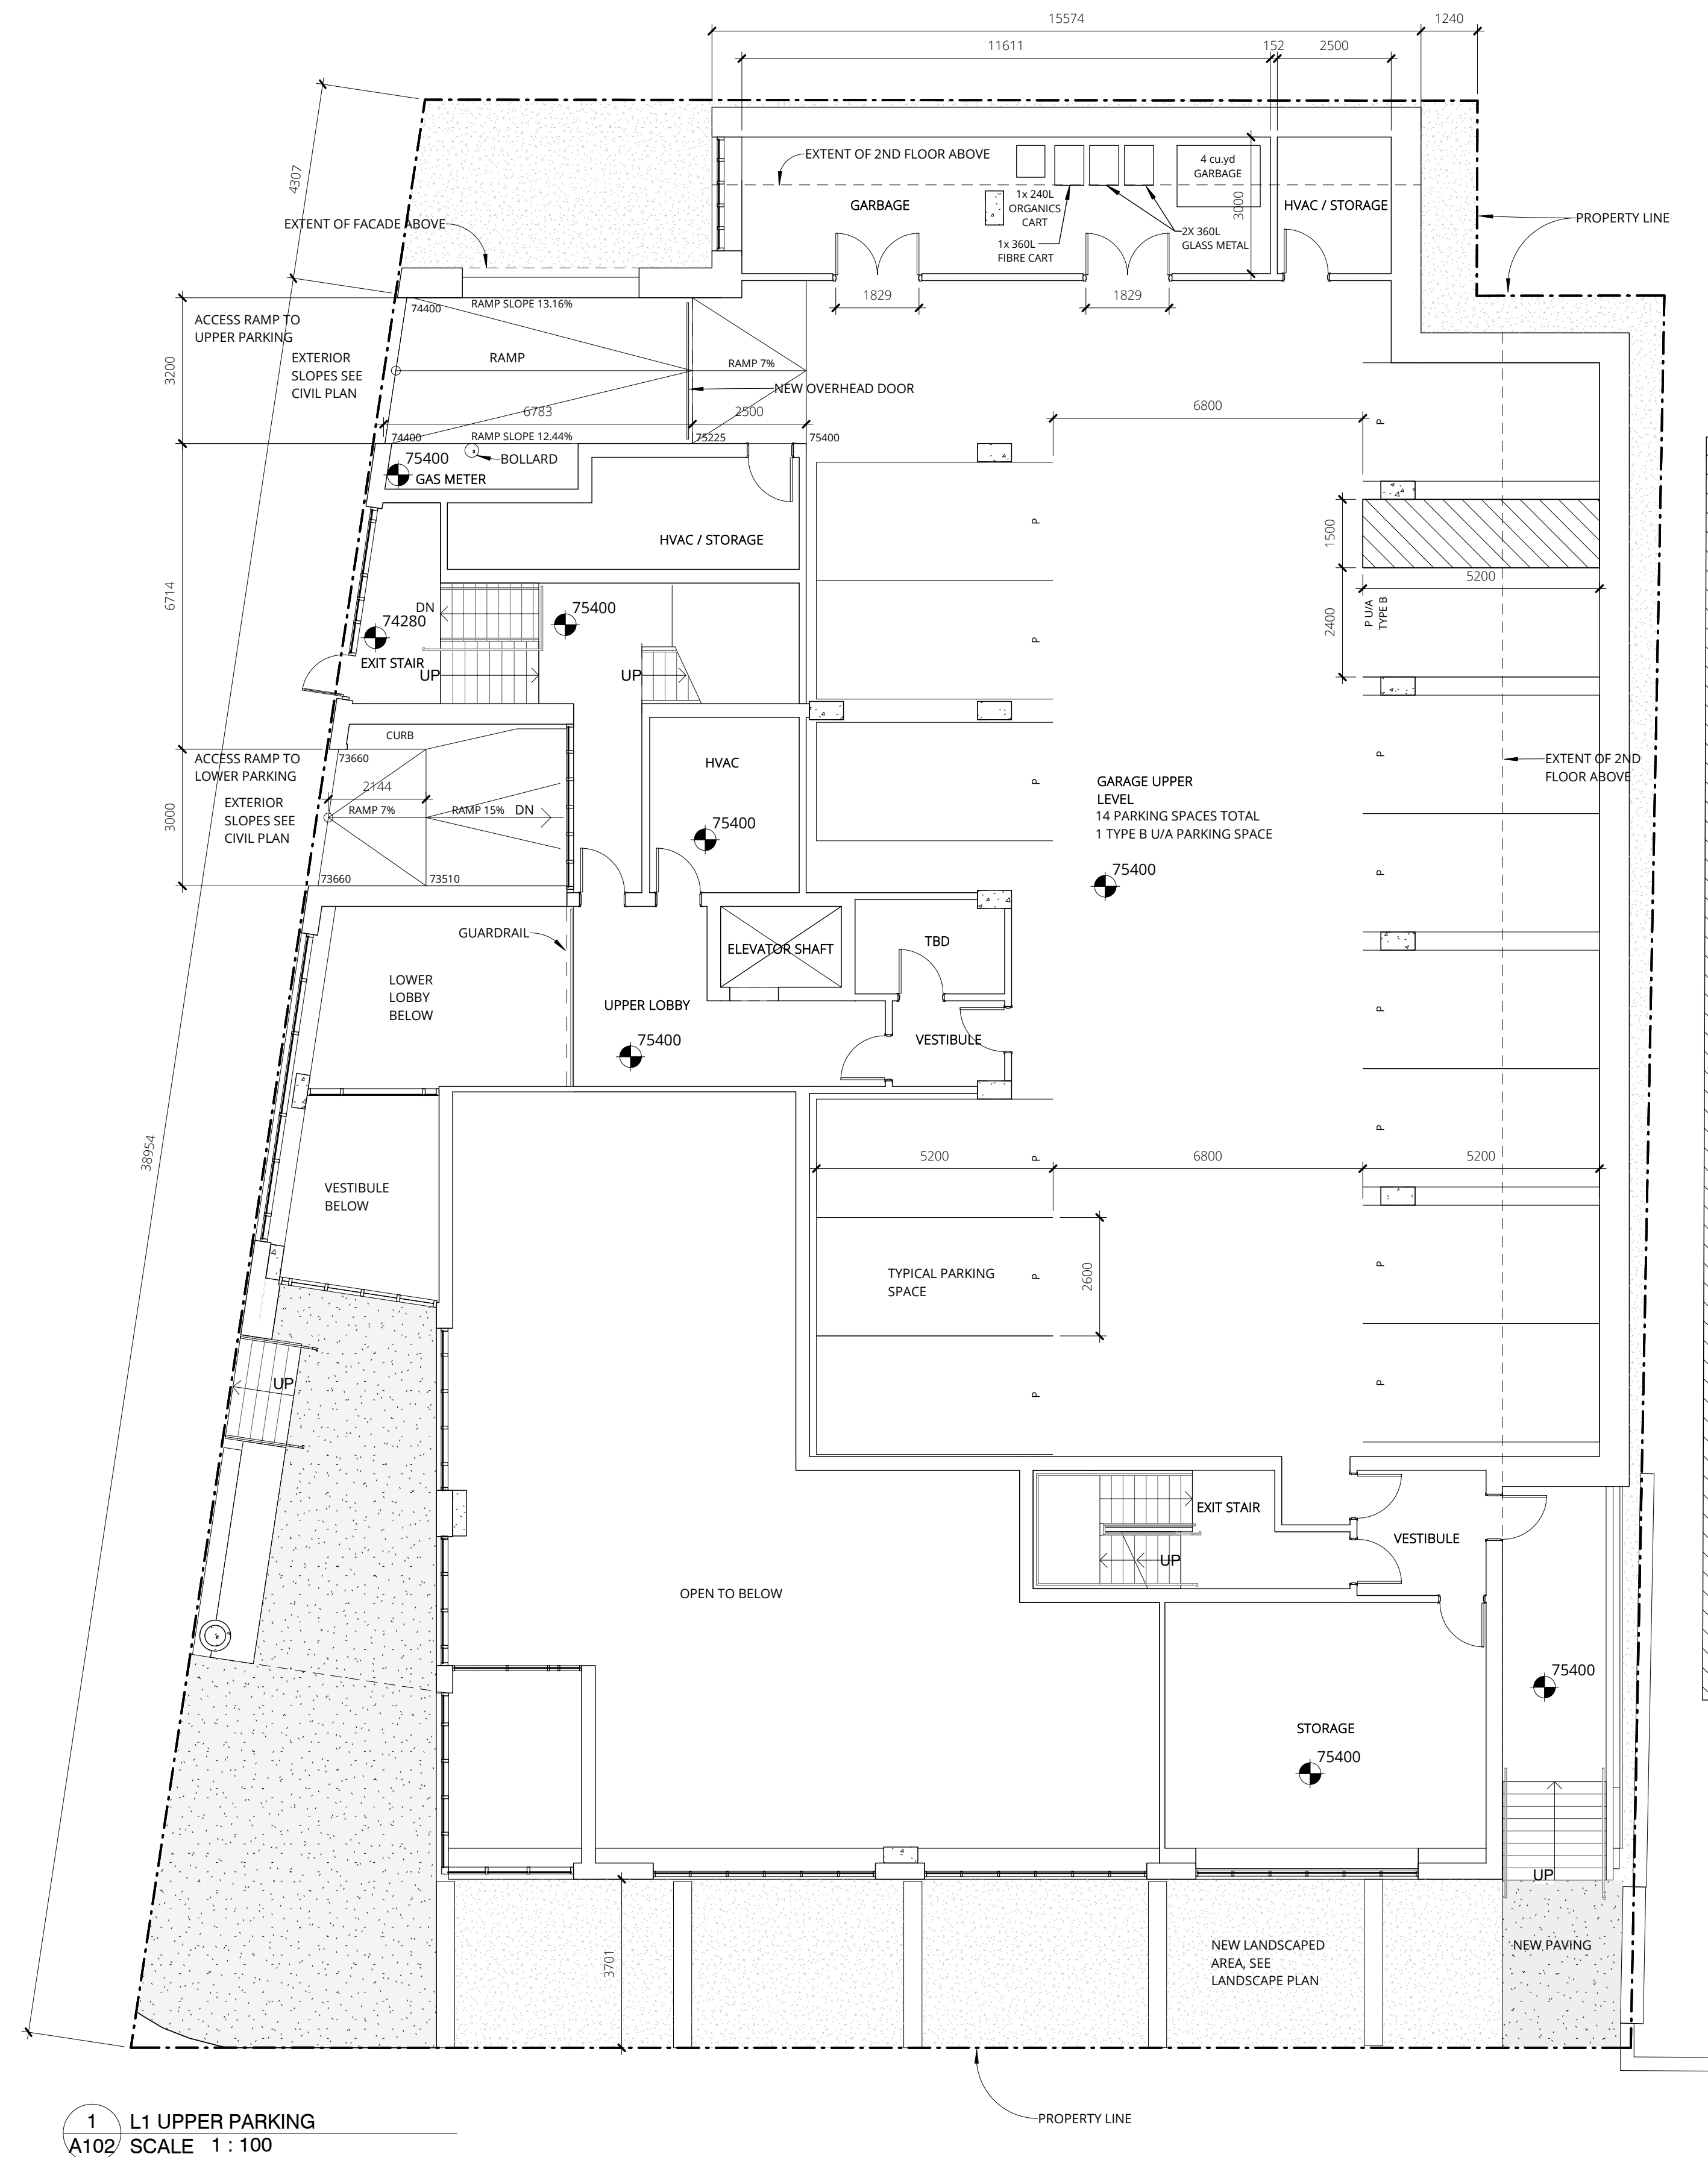 15574
1240
11611
152
2500
4307
EXTENT OF 2ND FLOOR ABOVE
4 cu.yd
GARBAGE
GARBAGE
1x 240L
ORGANICS
CART
3000
HVAC / STORAGE
EXTENT OF FACADE ABOVE
1x 360L
FIBRE CART
2X 360L
GLASS METAL
PROPERTY LINE
1829
1829
74400
RAMP SLOPE 13.16%
ACCESS RAMP TO
UPPER PARKING
EXTERIOR
SLOPES SEE
CIVIL PLAN
3200
RAMP
RAMP 7%
NEW OVERHEAD DOOR
6783
2500
6800
P
74400
RAMP SLOPE 12.44%
75225
75400
75400
BOLLARD
GAS METER
HVAC / STORAGE
P
1500
5200
6714
DN
74280
75400
EXIT STAIR
UP
UP
P
2400
P U/A
TYPE B
CURB
73660
ACCESS RAMP TO
LOWER PARKING
2144
EXTERIOR
SLOPES SEE
CIVIL PLAN
3000
RAMP 7%
RAMP 15%
DN
73660
73510
HVAC
75400
P
P
GARAGE UPPER
LEVEL
14 PARKING SPACES TOTAL
1 TYPE B U/A PARKING SPACE
75400
EXTENT OF 2ND
FLOOR ABOVE
P
GUARDRAIL
ELEVATOR SHAFT
TBD
LOWER
LOBBY
BELOW
UPPER LOBBY
75400
VESTIBULE
P
P
38954
VESTIBULE
BELOW
5200
P
6800
5200
TYPICAL PARKING
SPACE
P
2600
P
UP
P
P
EXIT STAIR
UP
VESTIBULE
OPEN TO BELOW
75400
STORAGE
75400
UP
3701
NEW LANDSCAPED
AREA, SEE
LANDSCAPE PLAN
NEW PAVING
PROPERTY LINE
1
L1 UPPER PARKING
A102
SCALE 1 : 100